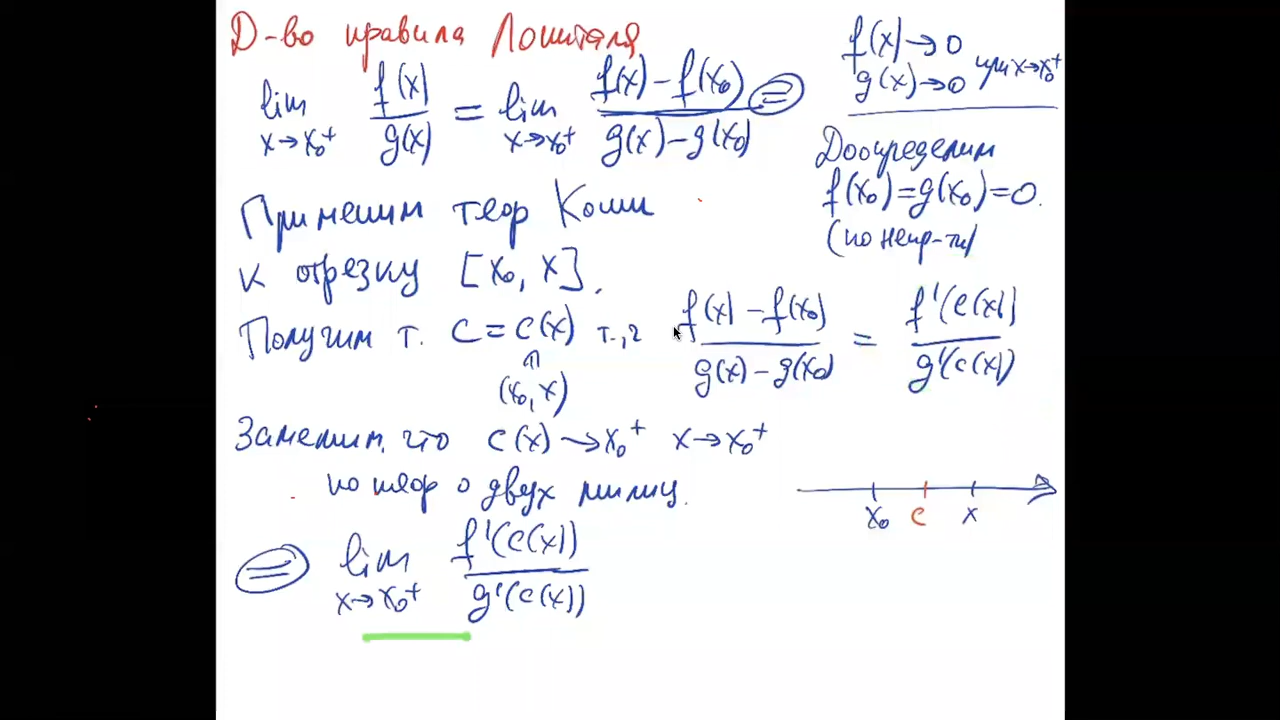 Д-во правила Лопиталя
lim x→x₀+ f(x)/g(x) = lim x→x₀+ (f(x)-f(x₀))/(g(x)-g(x₀)) =
f(x)→0
g(x)→0 при x→x₀+
Доопределим
f(x₀)=g(x₀)=0.
(по непр-ти)
Применим теор Коши
к отрезку [x₀, x].
Получим т. c=c(x) т.,ч (f(x)-f(x₀))/(g(x)-g(x₀)) = f'(c(x))/g'(c(x))
∩
(x₀, x)
Заметим, что c(x)→x₀+ x→x₀+
по теор о двух милиц.
x₀ c x
= lim x→x₀+ f'(c(x))/g'(c(x))